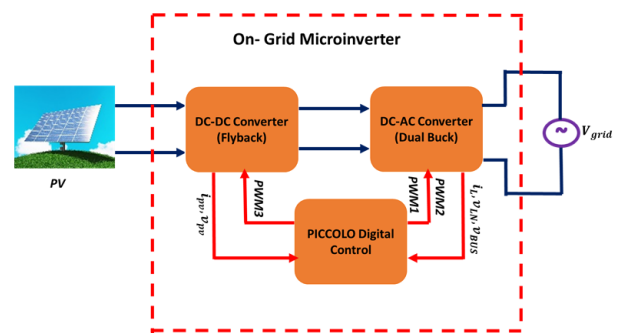 On- Grid Microinverter
DC-DC Converter
(Flyback)
DC-AC Converter
(Dual Buck)
~
V_grid
PV
i_pv, v_pv
PWM3
PWM1
PWM2
i_L, v_LN, v_BUS
PICCOLO Digital
Control